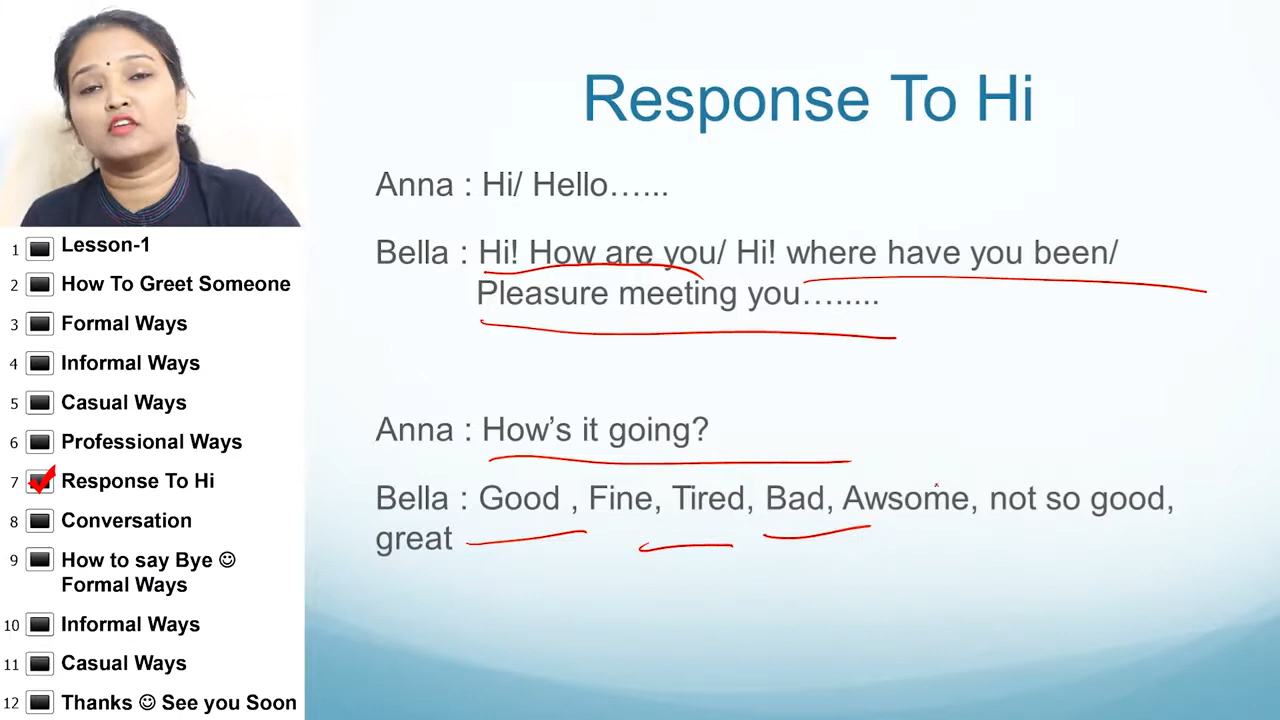 Response To Hi
Anna : Hi/ Hello…...
Bella : Hi! How are you/ Hi! where have you been/
Pleasure meeting you….....
Anna : How’s it going?
Bella : Good , Fine, Tired, Bad, Awsome, not so good,
great
1 Lesson-1
2 How To Greet Someone
3 Formal Ways
4 Informal Ways
5 Casual Ways
6 Professional Ways
7 Response To Hi
8 Conversation
9 How to say Bye ☺
Formal Ways
10 Informal Ways
11 Casual Ways
12 Thanks ☺ See you Soon